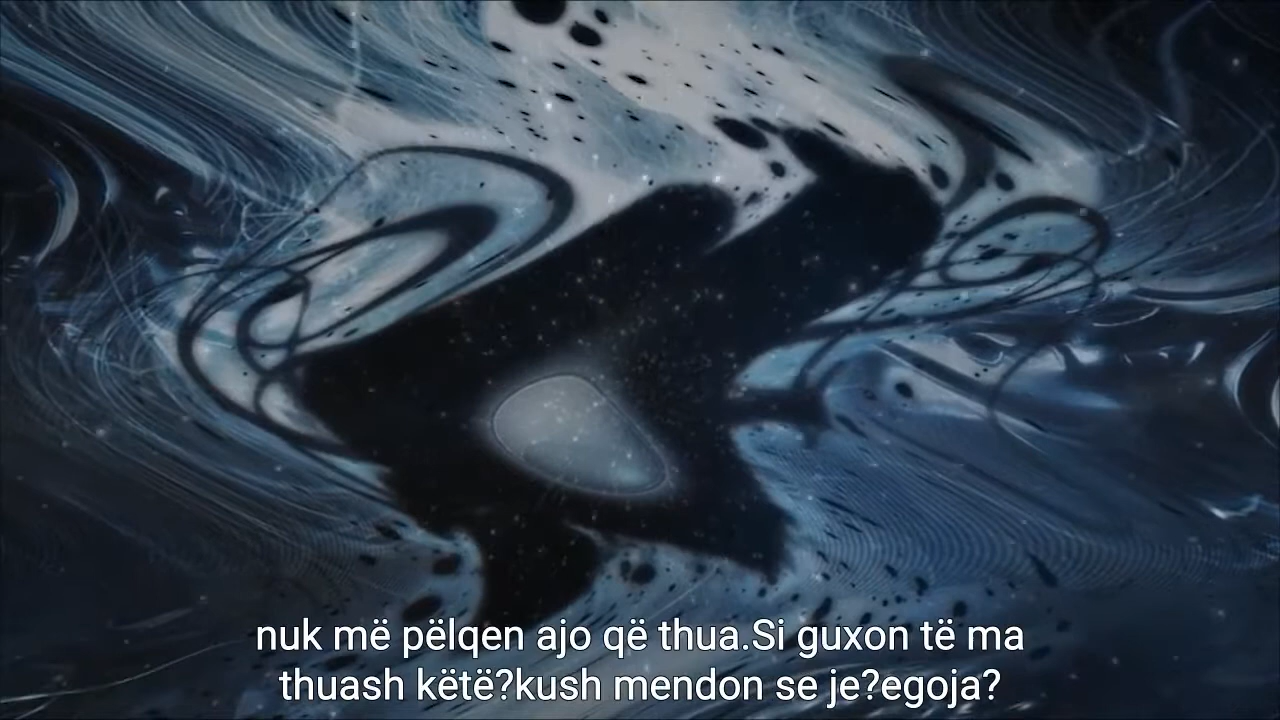 nuk më pëlqen ajo që thua.Si guxon të ma
thuash këtë?kush mendon se je?egoja?